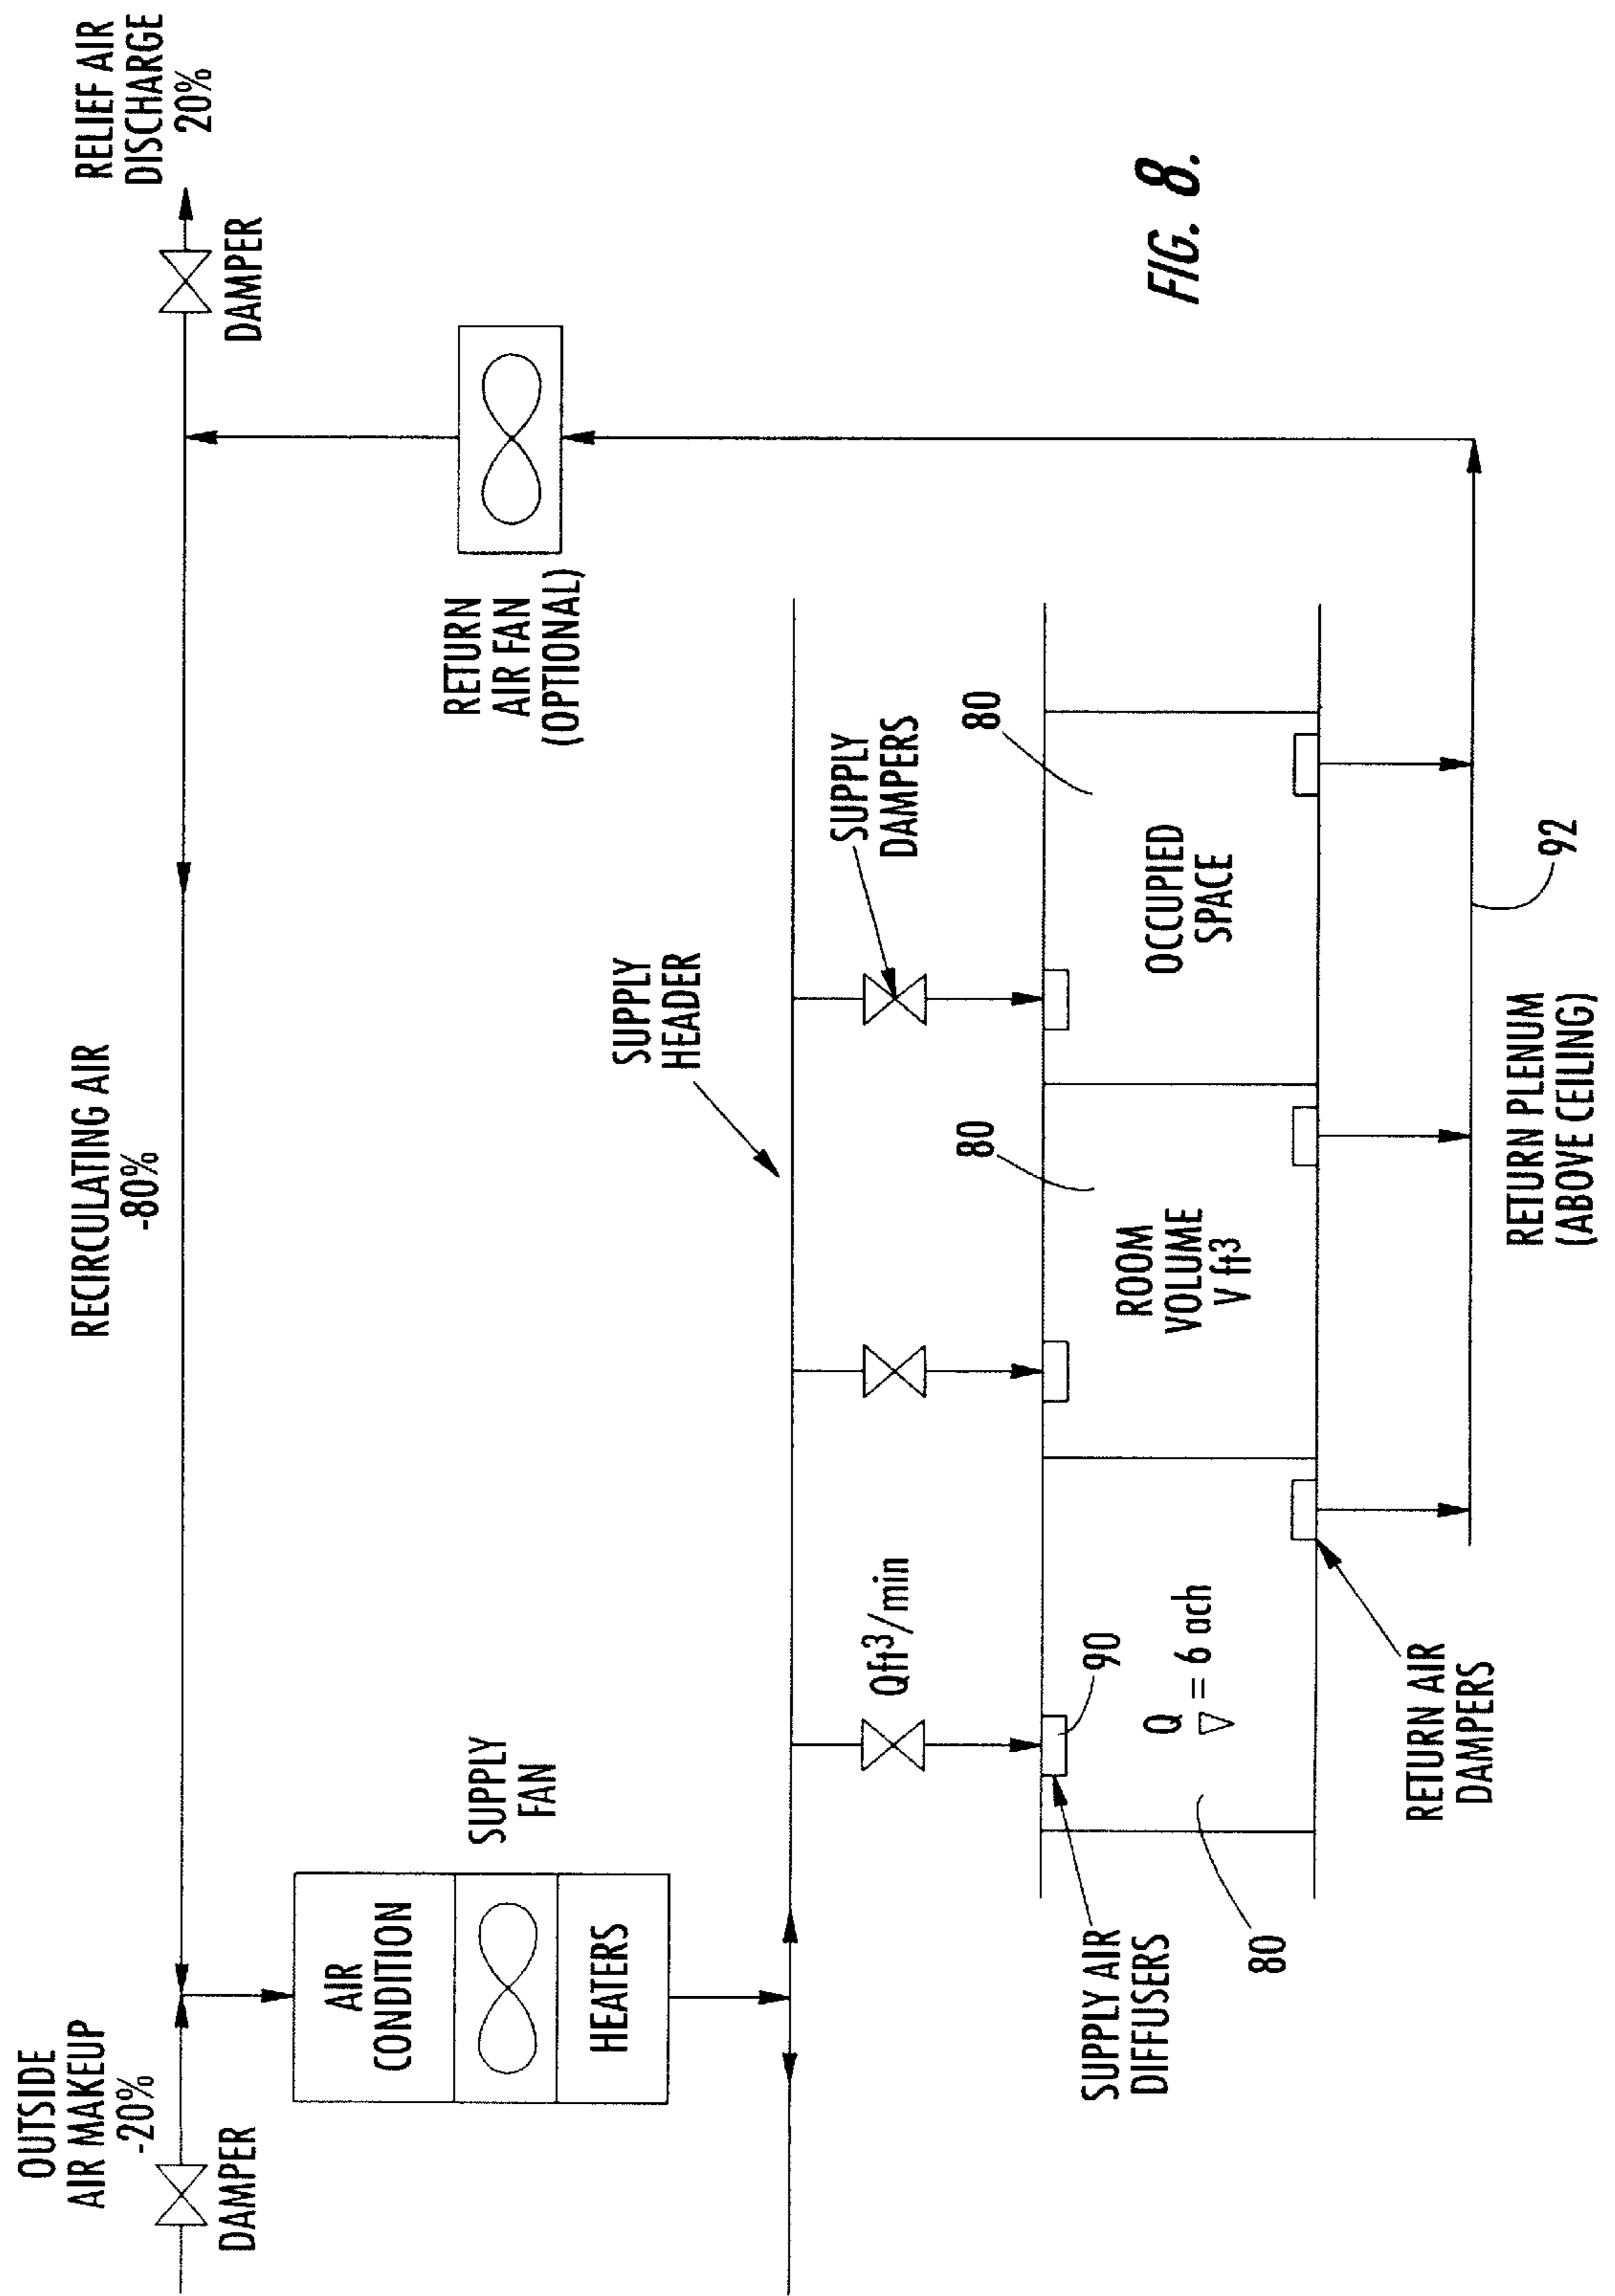 OUTSIDE
AIR MAKEUP
-20%
DAMPER
RECIRCULATING AIR
-80%
RELIEF AIR
DISCHARGE
20%
DAMPER
AIR
CONDITION
SUPPLY
FAN
HEATERS
RETURN
AIR FAN
(OPTIONAL)
SUPPLY
HEADER
Qft³/min
SUPPLY
DAMPERS
SUPPLY AIR
DIFFUSERS
90
80
80
80
Q
V = 6 ach
ROOM
VOLUME
V ft³
OCCUPIED
SPACE
RETURN AIR
DAMPERS
RETURN PLENUM
(ABOVE CEILING)
92
FIG. 8.